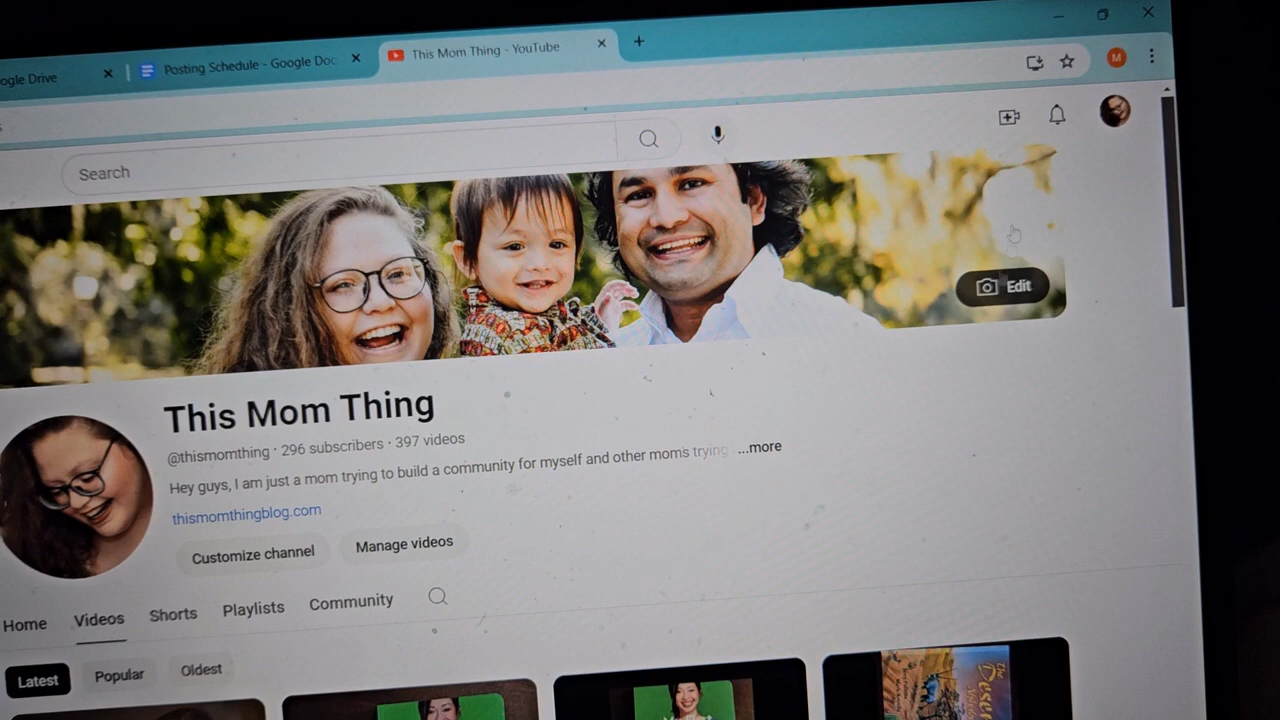 ogle Drive
Posting Schedule - Google Doc
This Mom Thing - YouTube
M
Search
Edit
This Mom Thing
@thismomthing · 296 subscribers · 397 videos
Hey guys, I am just a mom trying to build a community for myself and other moms trying ...more
thismomthingblog.com
Customize channel
Manage videos
Home
Videos
Shorts
Playlists
Community
Latest
Popular
Oldest
The
Deser